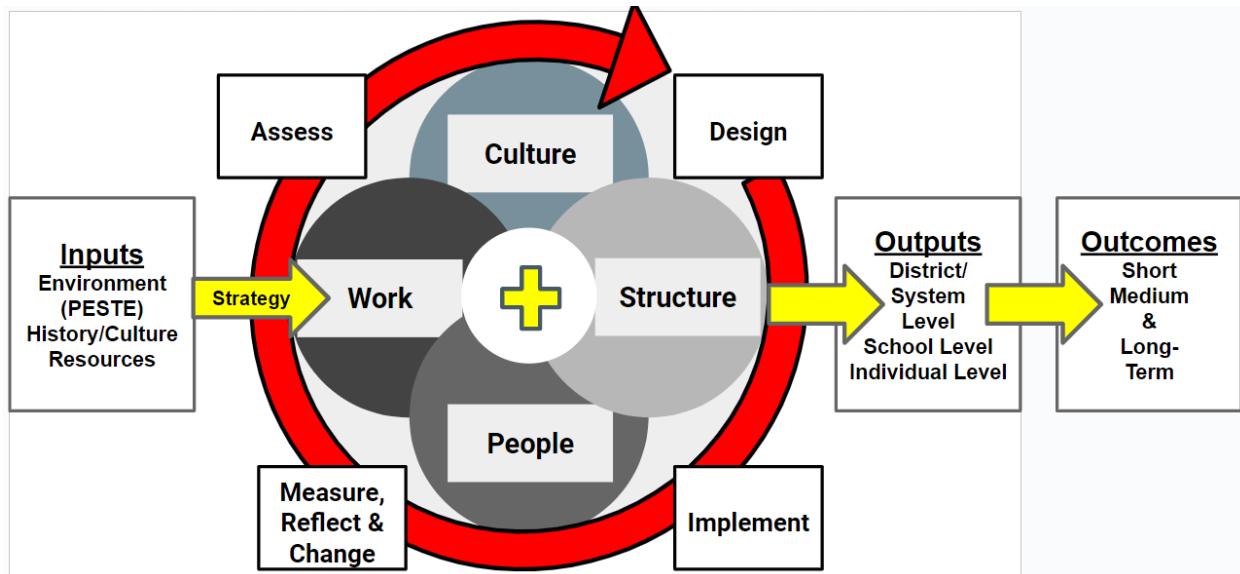 Assess
Design
Culture
Inputs
Environment
(PESTE)
History/Culture
Resources
Strategy
Work
Structure
Outputs
District/
System
Level
School Level
Individual Level
Outcomes
Short
Medium
&
Long-
Term
People
Measure,
Reflect &
Change
Implement